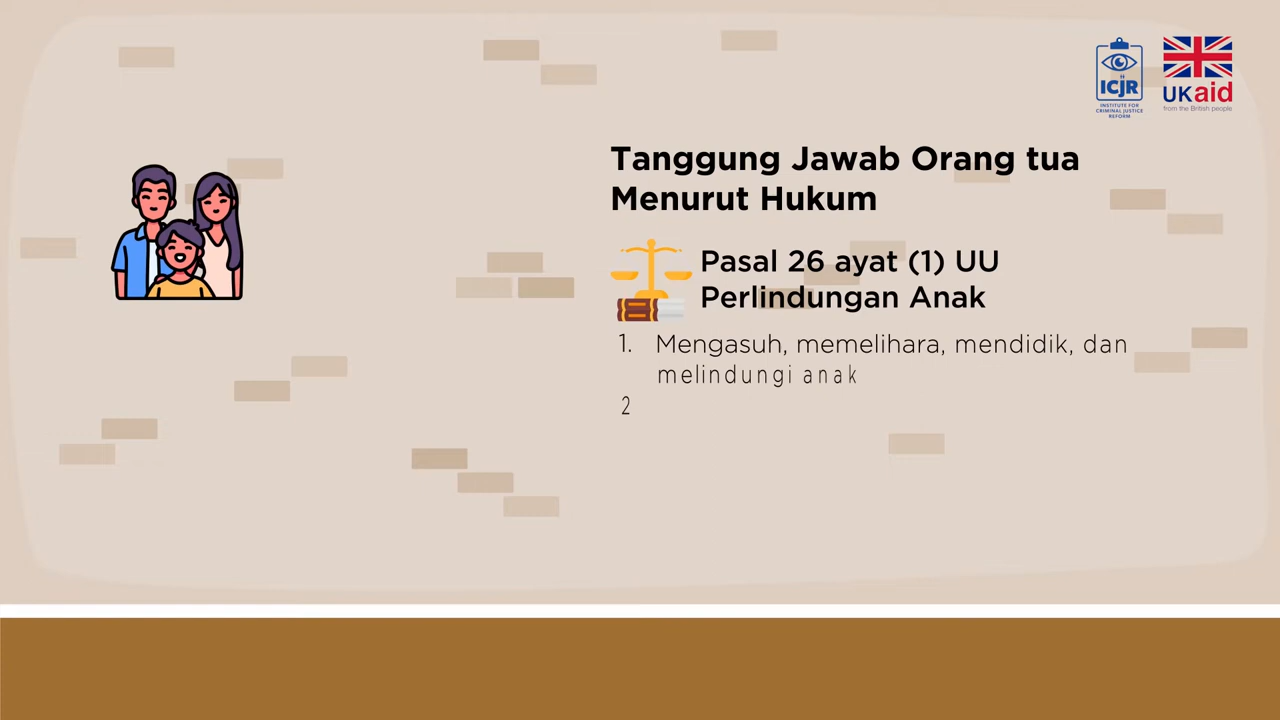 ICJR
INSTITUTE FOR
CRIMINAL JUSTICE
REFORM
UKaid
from the British people
Tanggung Jawab Orang tua
Menurut Hukum
Pasal 26 ayat (1) UU
Perlindungan Anak
1. Mengasuh, memelihara, mendidik, dan
melindungi anak
2